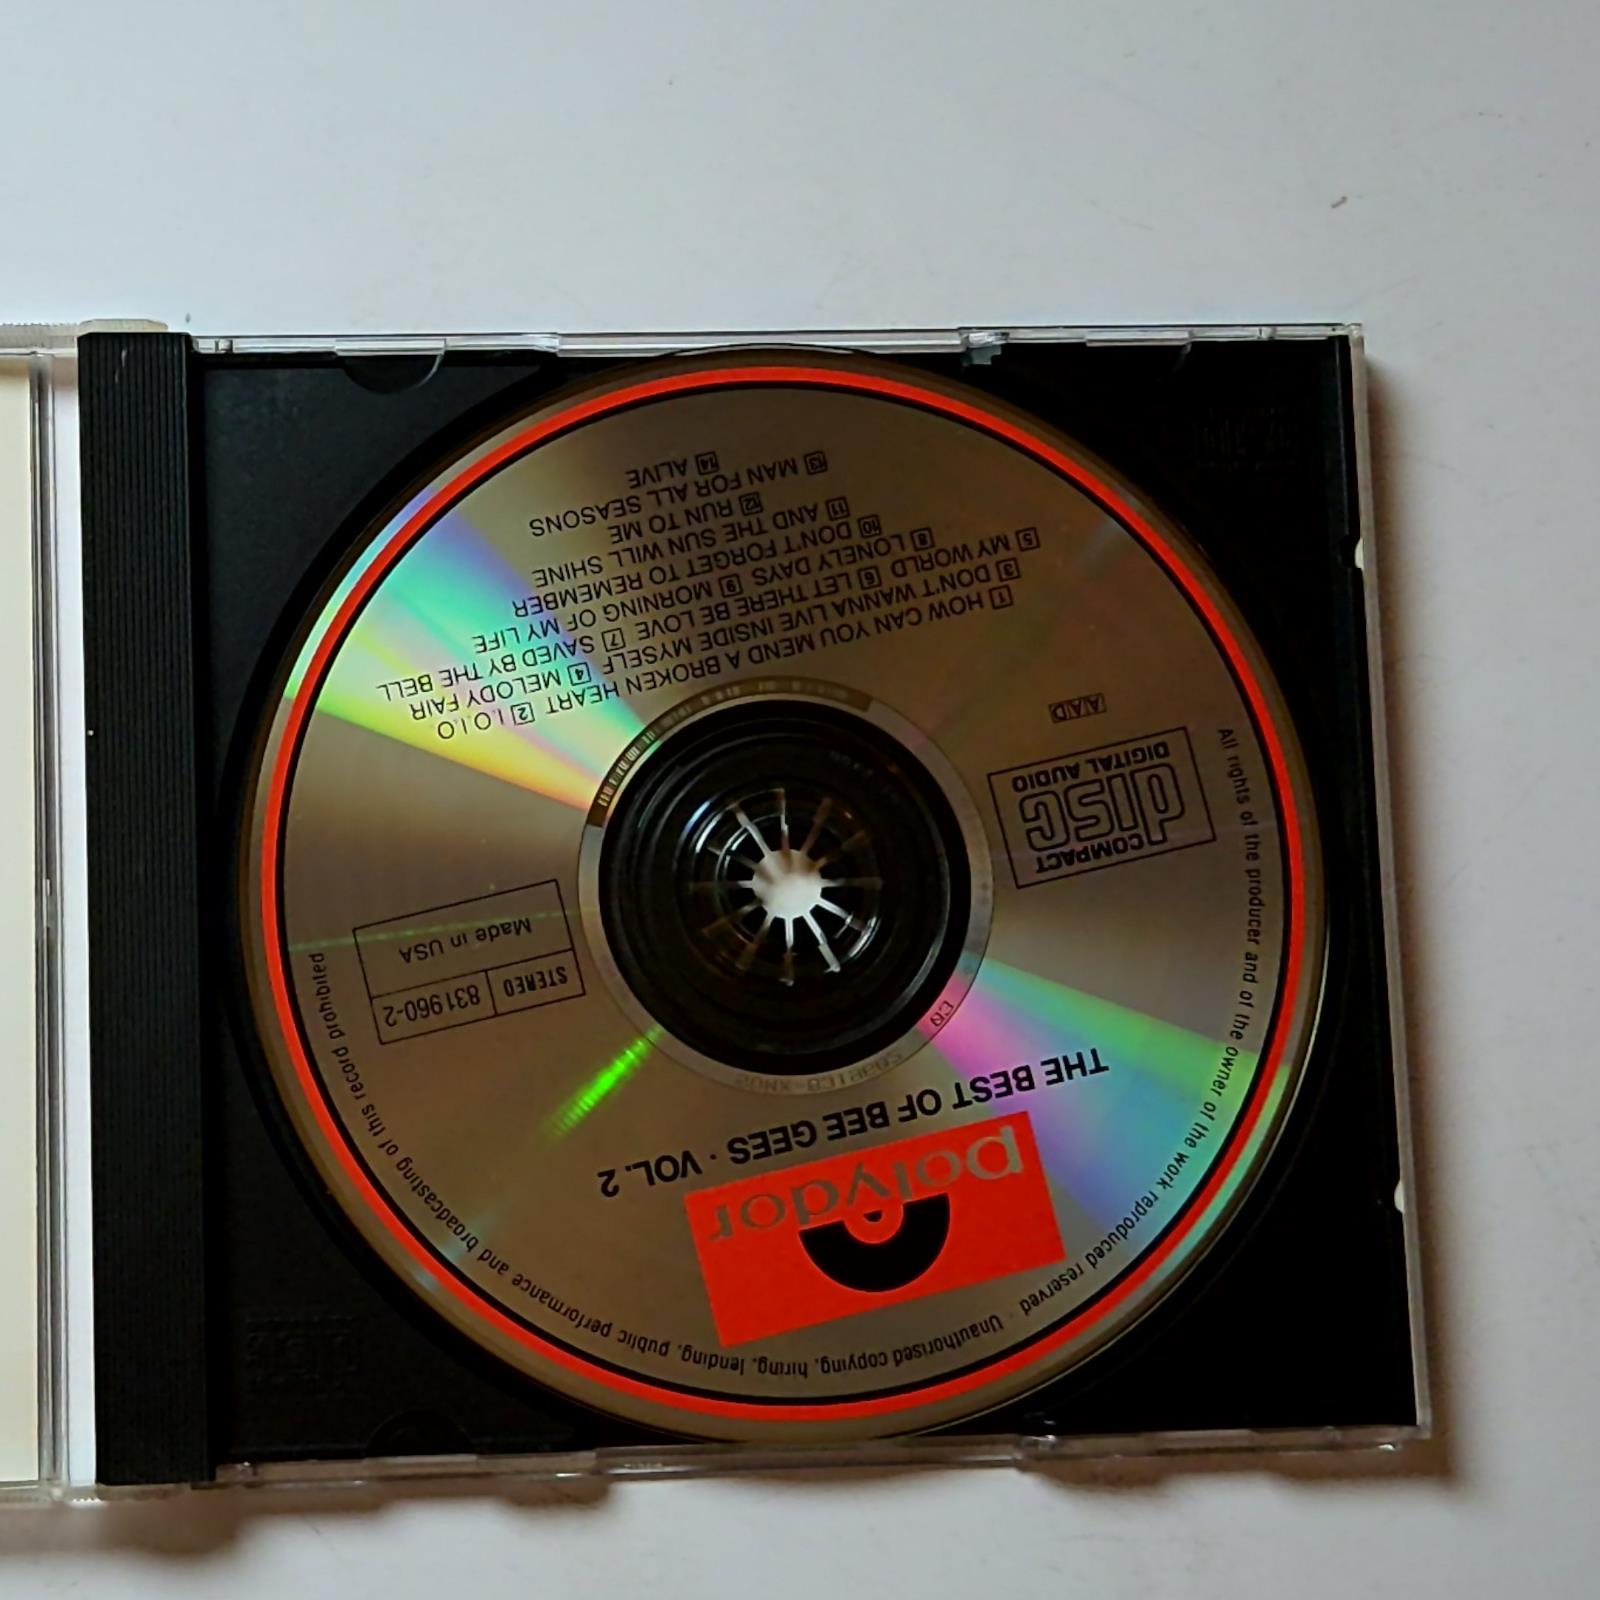 polydor
THE BEST OF BEE GEES · VOL. 2
STEREO
831 960-2
Made in USA
COMPACT
disc
DIGITAL AUDIO
AAD
1 HOW CAN YOU MEND A BROKEN HEART 2 I.O.I.O
3 DON'T WANNA LIVE INSIDE MYSELF 4 MELODY FAIR
5 MY WORLD 6 LET THERE BE LOVE 7 SAVED BY THE BELL
8 LONELY DAYS 9 MORNING OF MY LIFE
10 DON'T FORGET TO REMEMBER
11 AND THE SUN WILL SHINE
12 RUN TO ME
13 MAN FOR ALL SEASONS
14 ALIVE
All rights of the producer and of the owner of the work reproduced reserved · Unauthorised copying, hiring, lending, public performance and broadcasting of this record prohibited